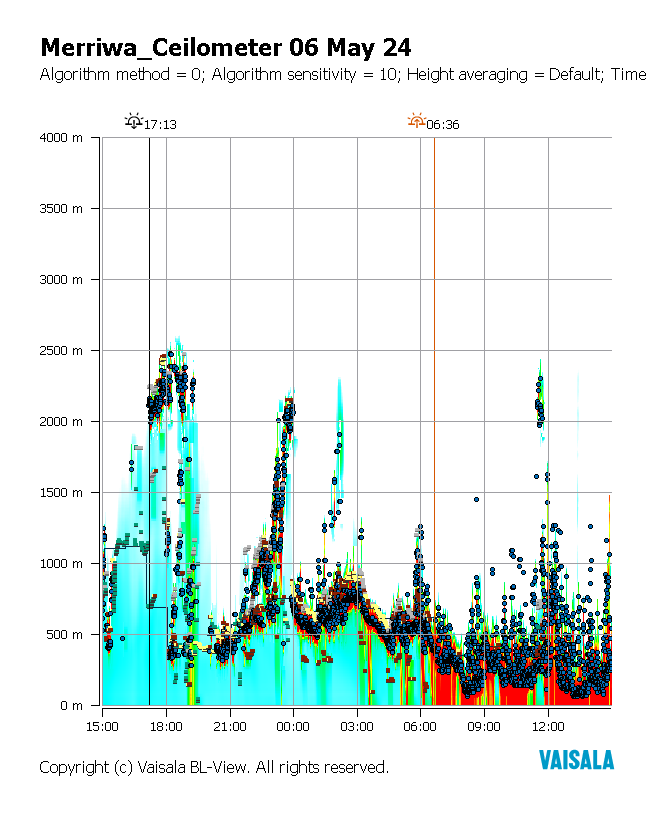 Merriwa_Ceilometer 06 May 24
Algorithm method = 0; Algorithm sensitivity = 10; Height averaging = Default; Time
17:13 06:36
4000 m
3500 m
3000 m
2500 m
2000 m
1500 m
1000 m
500 m
0 m
15:00 18:00 21:00 00:00 03:00 06:00 09:00 12:00
Copyright (c) Vaisala BL-View. All rights reserved.
VAISALA